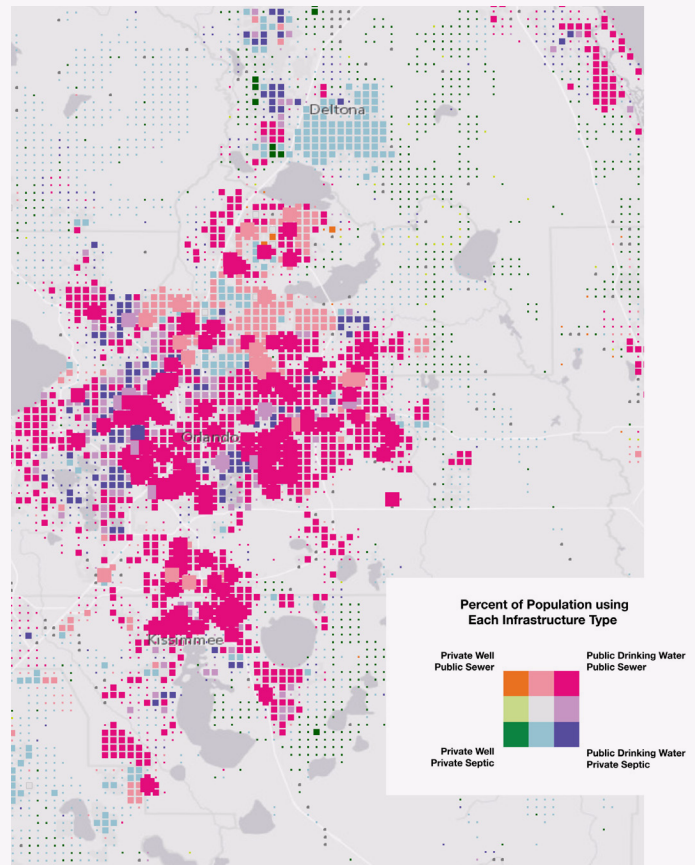 Deltona
Orlando
Kissimmee
Percent of Population using
Each Infrastructure Type
Private Well
Public Sewer
Public Drinking Water
Public Sewer
Private Well
Private Septic
Public Drinking Water
Private Septic